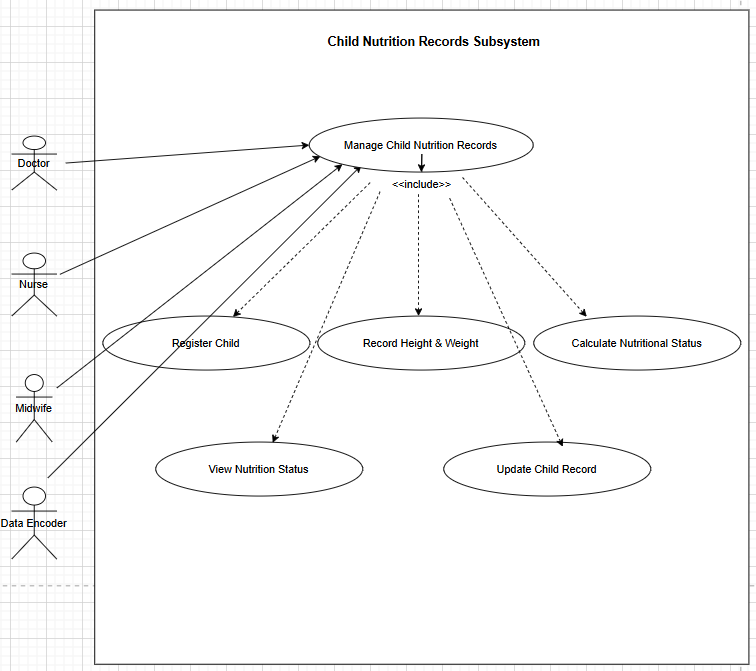 Child Nutrition Records Subsystem
Manage Child Nutrition Records
<<include>>
Doctor
Nurse
Register Child
Record Height & Weight
Calculate Nutritional Status
Midwife
View Nutrition Status
Update Child Record
Data Encoder